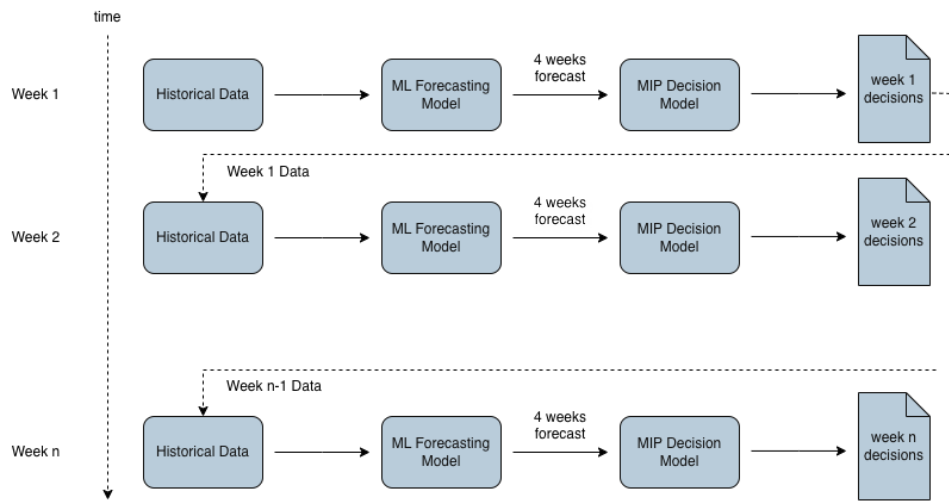 time
Week 1
Historical Data
ML Forecasting
Model
4 weeks
forecast
MIP Decision
Model
week 1
decisions
Week 1 Data
Week 2
Historical Data
ML Forecasting
Model
4 weeks
forecast
MIP Decision
Model
week 2
decisions
Week n-1 Data
Week n
Historical Data
ML Forecasting
Model
4 weeks
forecast
MIP Decision
Model
week n
decisions